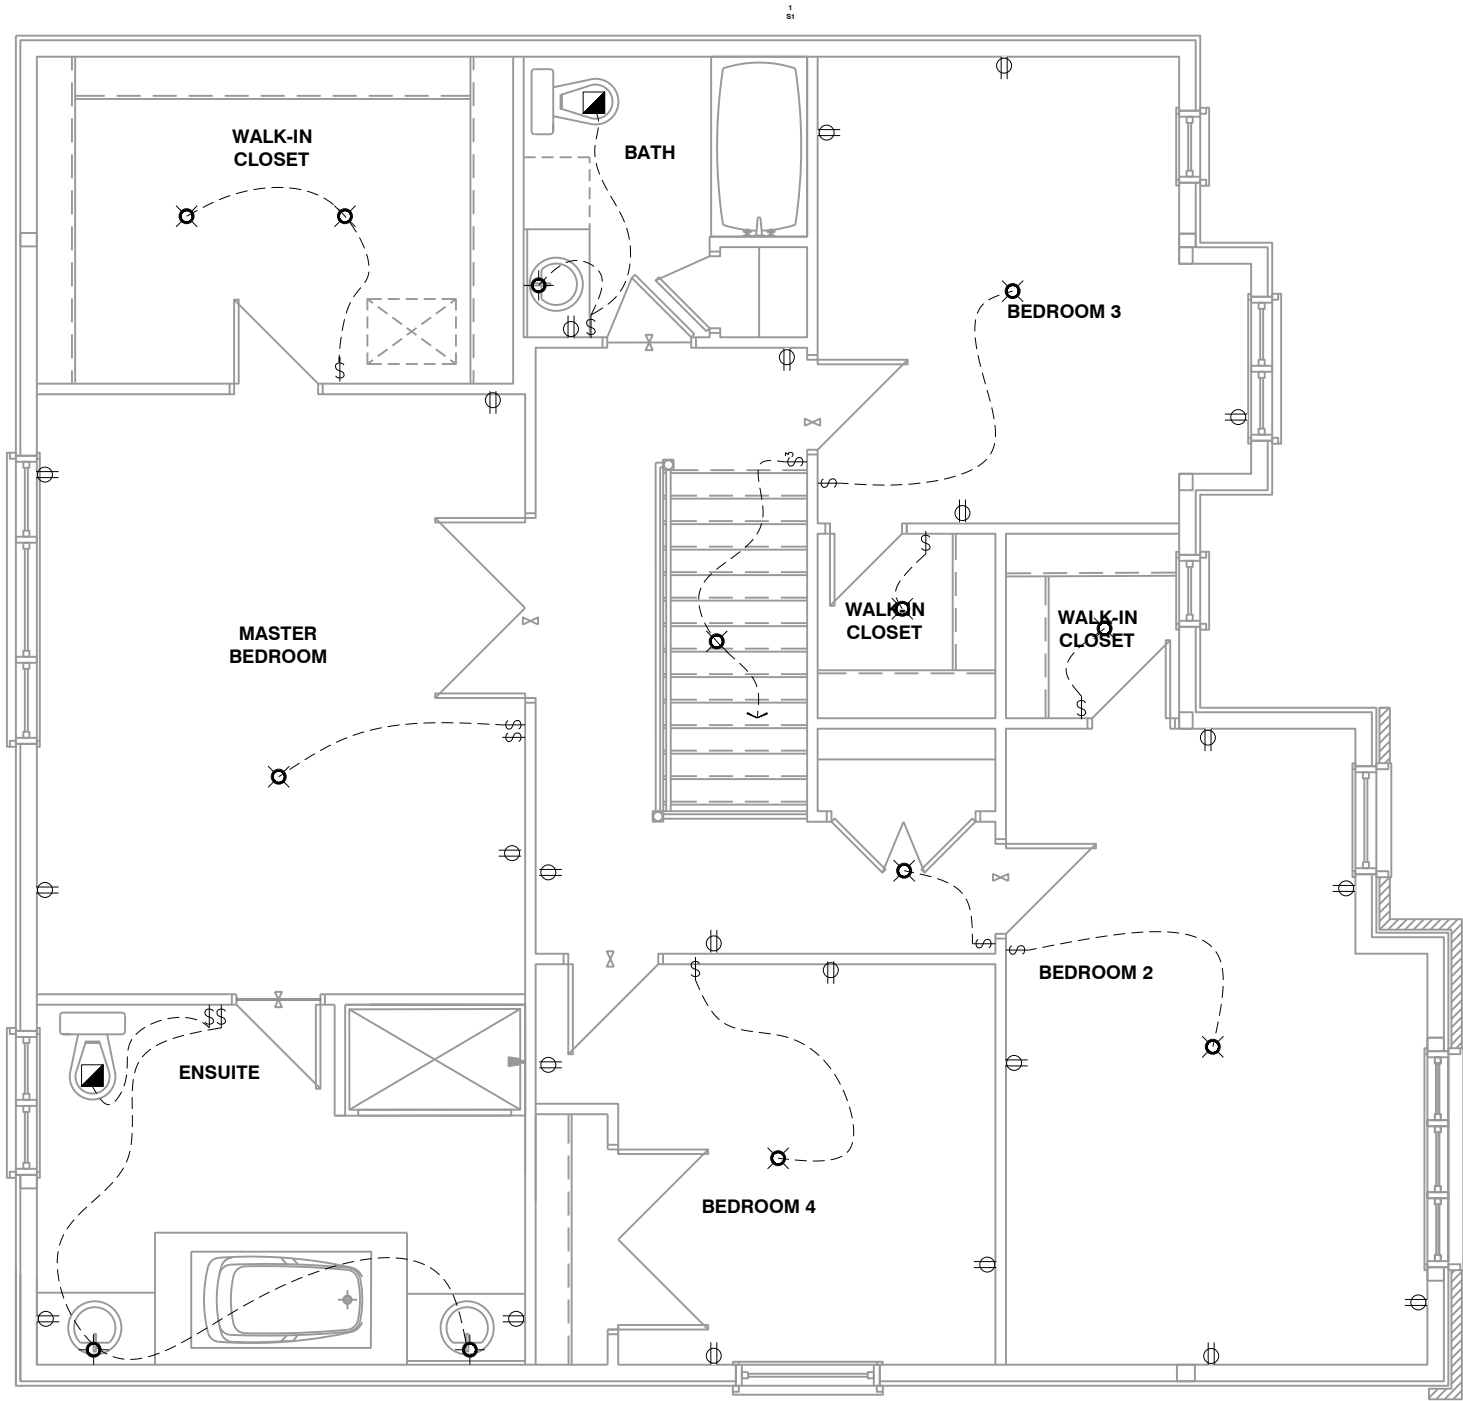 1
S1
WALK-IN
CLOSET
BATH
BEDROOM 3
$
$
$3
$
$
WALK-IN
CLOSET
WALK-IN
CLOSET
MASTER
BEDROOM
$
$
$
$
$
BEDROOM 2
$
$$
ENSUITE
BEDROOM 4